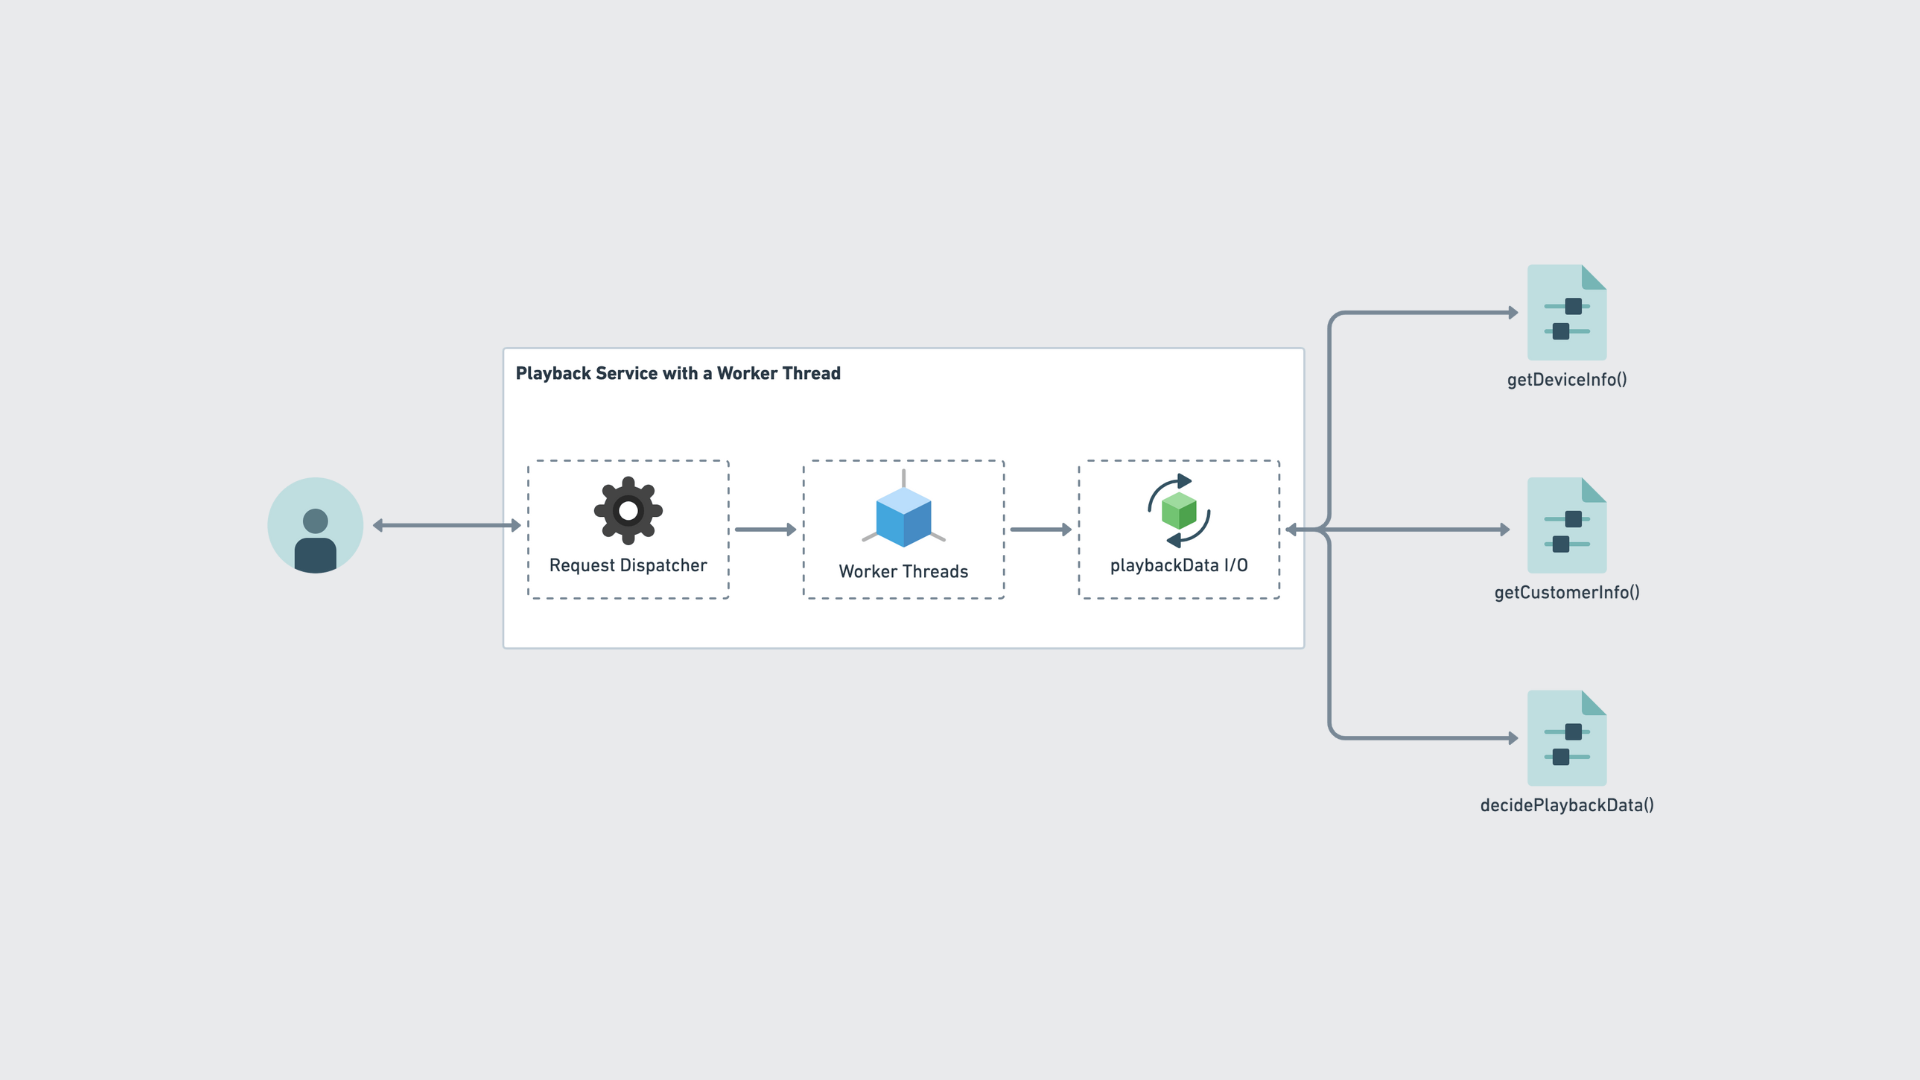 Playback Service with a Worker Thread
Request Dispatcher
Worker Threads
playbackData I/O
getDeviceInfo()
getCustomerInfo()
decidePlaybackData()